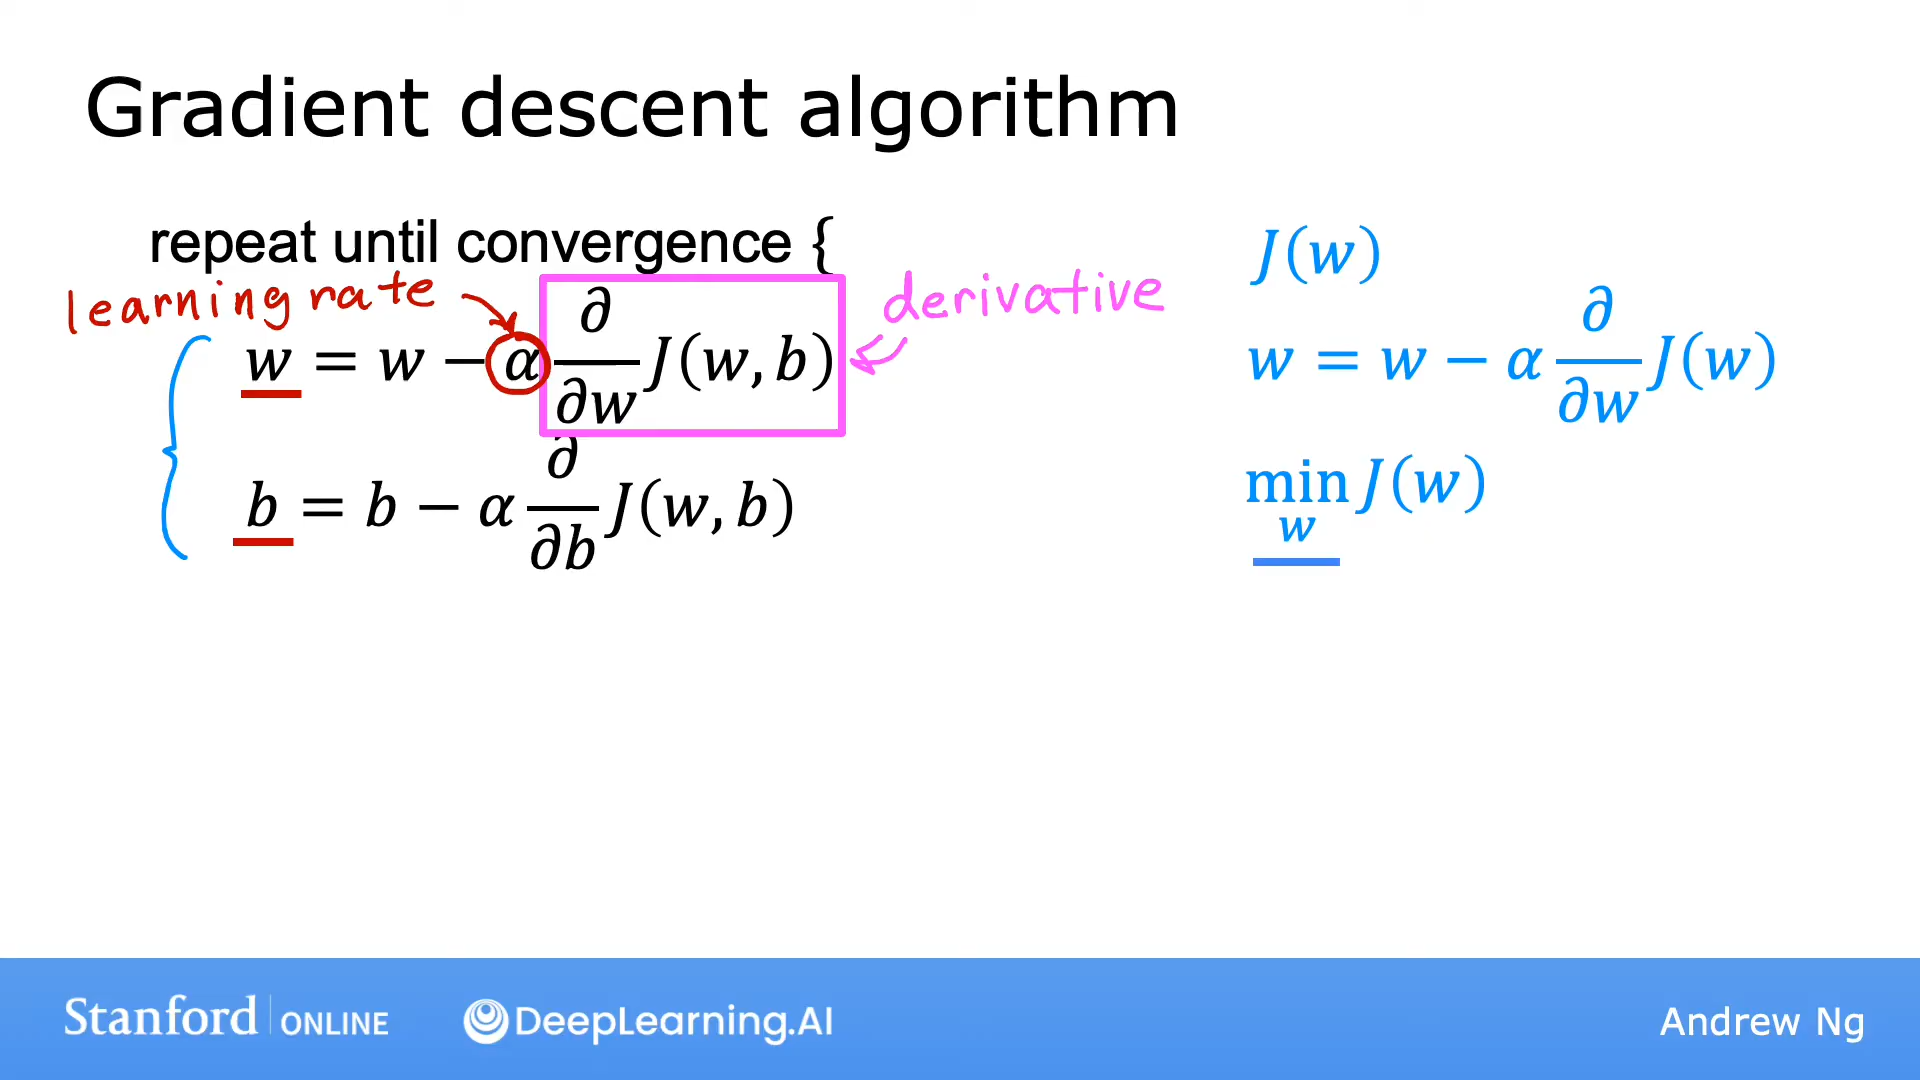 Gradient descent algorithm
repeat until convergence {
learning rate
derivative
w = w − α ∂/∂w J(w, b)
b = b − α ∂/∂b J(w, b)
J(w)
w = w − α ∂/∂w J(w)
min J(w)
w
Stanford | ONLINE DeepLearning.AI Andrew Ng